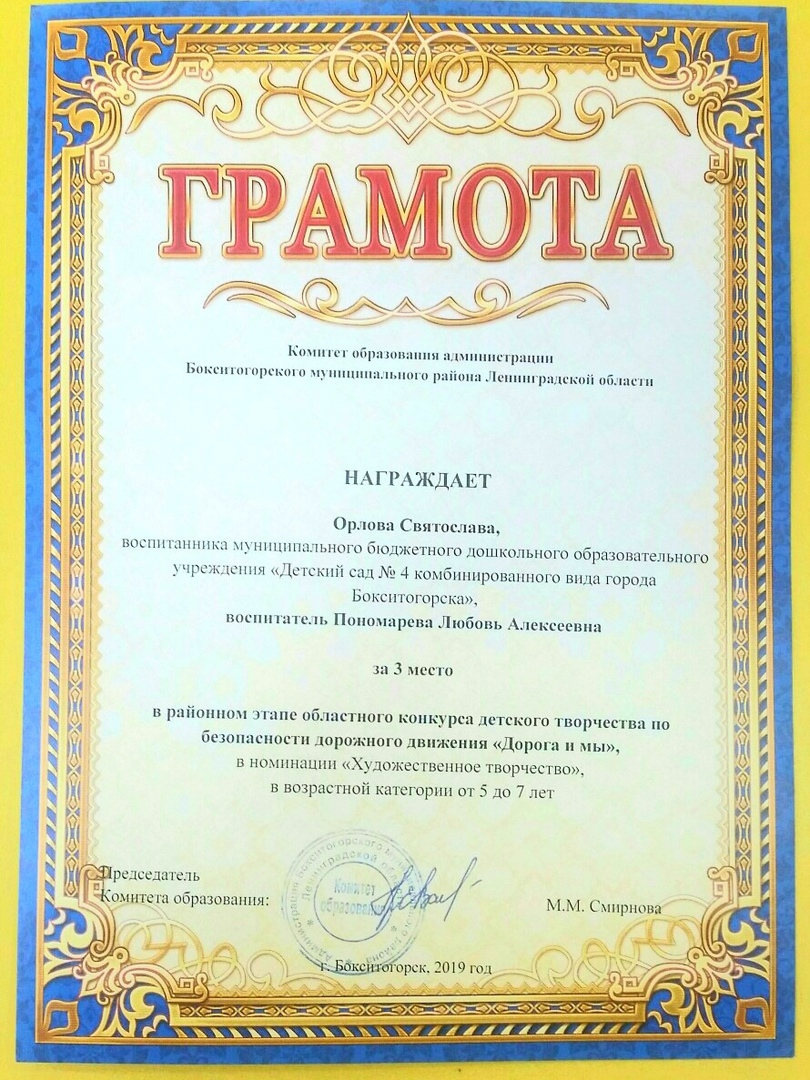 ГРАМОТА
Комитет образования администрации
Бокситогорского муниципального района Ленинградской области
НАГРАЖДАЕТ
Орлова Святослава,
воспитанника муниципального бюджетного дошкольного образовательного
учреждения «Детский сад № 4 комбинированного вида города
Бокситогорска»,
воспитатель Пономарева Любовь Алексеевна
за 3 место
в районном этапе областного конкурса детского творчества по
безопасности дорожного движения «Дорога и мы»,
в номинации «Художественное творчество»,
в возрастной категории от 5 до 7 лет
Председатель
Комитета образования:
Комитет
образования
М.М. Смирнова
г. Бокситогорск, 2019 год